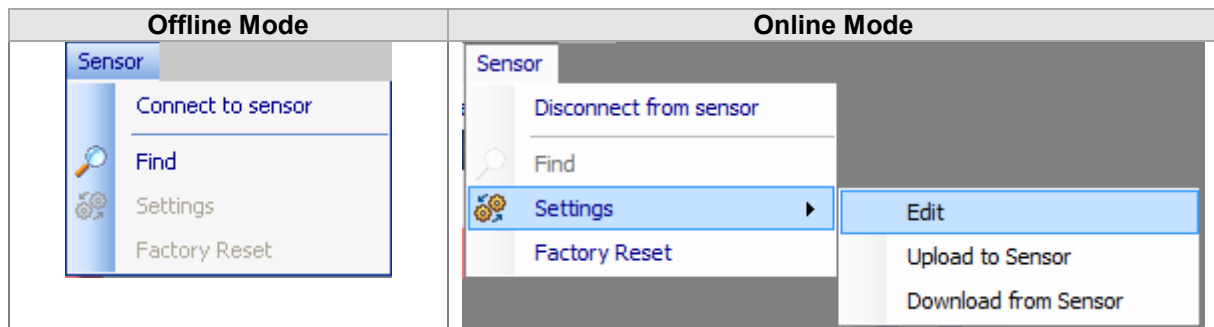 Offline Mode
Online Mode
Sensor
Connect to sensor
Find
Settings
Factory Reset
Sensor
Disconnect from sensor
Find
Settings
Factory Reset
Edit
Upload to Sensor
Download from Sensor